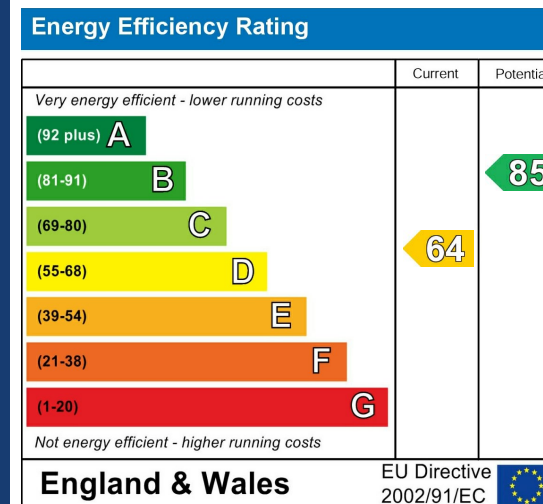 Energy Efficiency Rating
Current Potentia
Very energy efficient - lower running costs
(92 plus) A
(81-91) B
85
(69-80) C
64
(55-68) D
(39-54) E
(21-38) F
(1-20) G
Not energy efficient - higher running costs
England & Wales
EU Directive
2002/91/EC